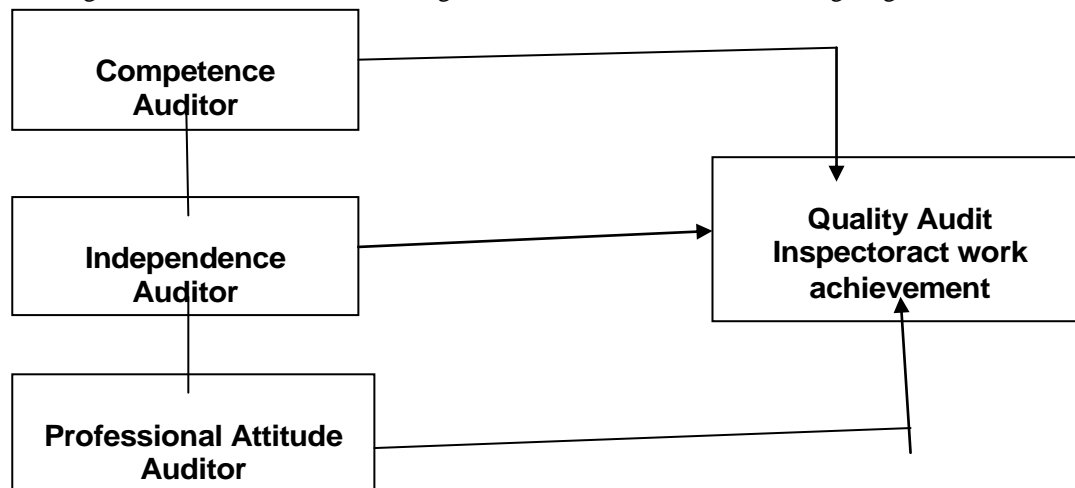 Competence
Auditor
Independence
Auditor
Professional Attitude
Auditor
Quality Audit
Inspectoract work
achievement